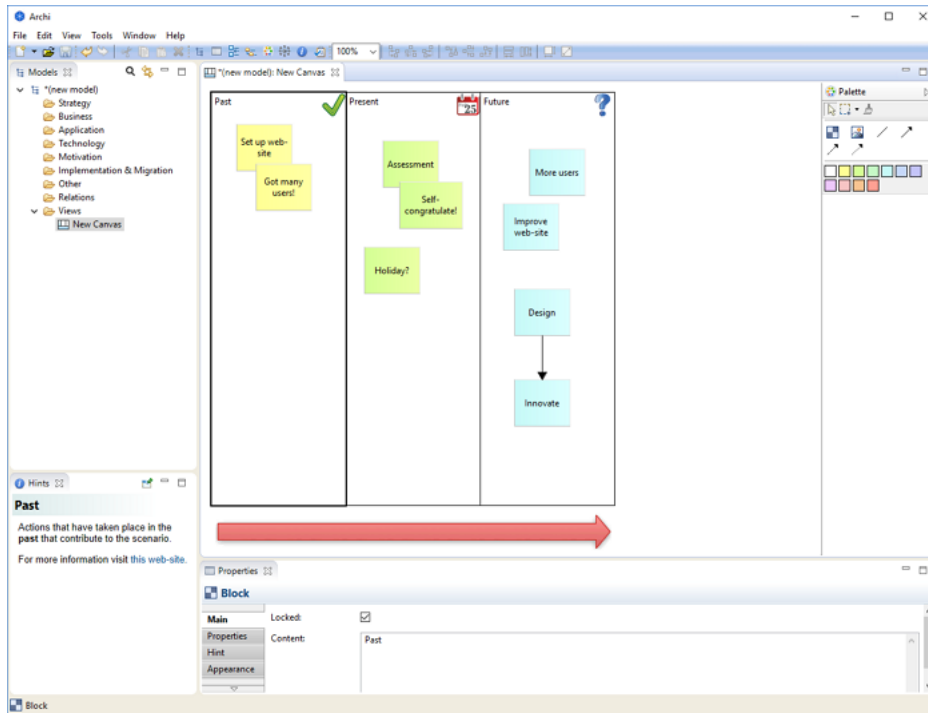 Archi
File Edit View Tools Window Help
100%
Models
*(new model)
Strategy
Business
Application
Technology
Motivation
Implementation & Migration
Other
Relations
Views
New Canvas
*(new model): New Canvas
Past
Present
25
Future
Set up web-
site
Got many
users!
Assessment
Self-
congratulate!
Holiday?
More users
Improve
web-site
Design
Innovate
Palette
Hints
Past
Actions that have taken place in the
past that contribute to the scenario.
For more information visit this web-site.
Properties
Block
Main
Properties
Hint
Appearance
Locked:
Content:
Past
Block